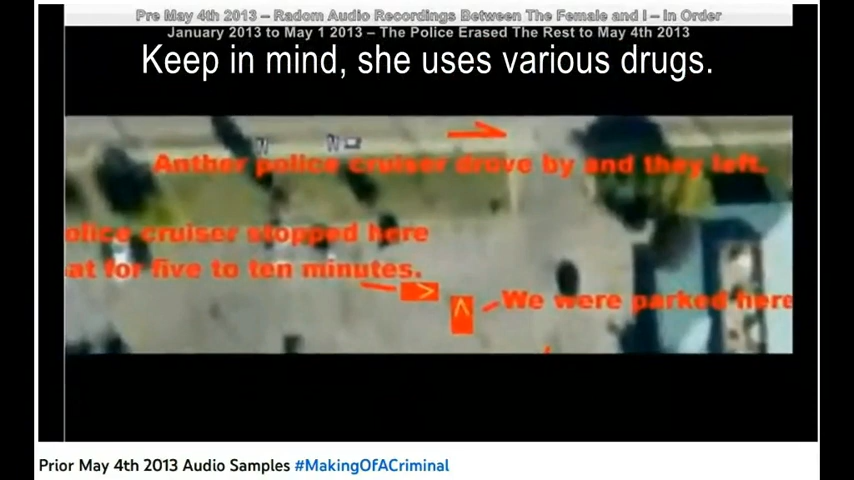 Pre May 4th 2013 – Radom Audio Recordings Between The Female and I – In Order
January 2013 to May 1 2013 – The Police Erased The Rest to May 4th 2013
Keep in mind, she uses various drugs.
Anther police cruiser drove by and they left.
olice cruiser stopped here
at for five to ten minutes.
We were parked here
Prior May 4th 2013 Audio Samples #MakingOfACriminal